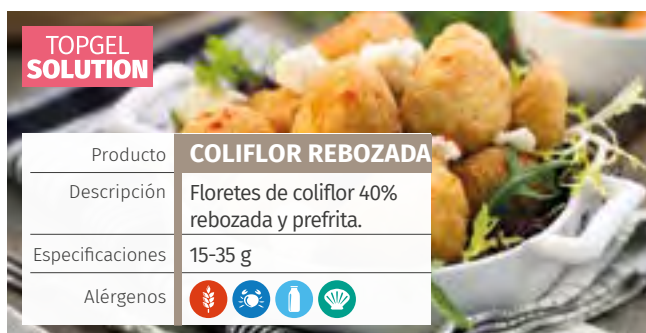 TOPGEL
SOLUTION
Producto COLIFLOR REBOZADA
Descripción Floretes de coliflor 40%
rebozada y prefrita.
Especificaciones 15-35 g
Alérgenos